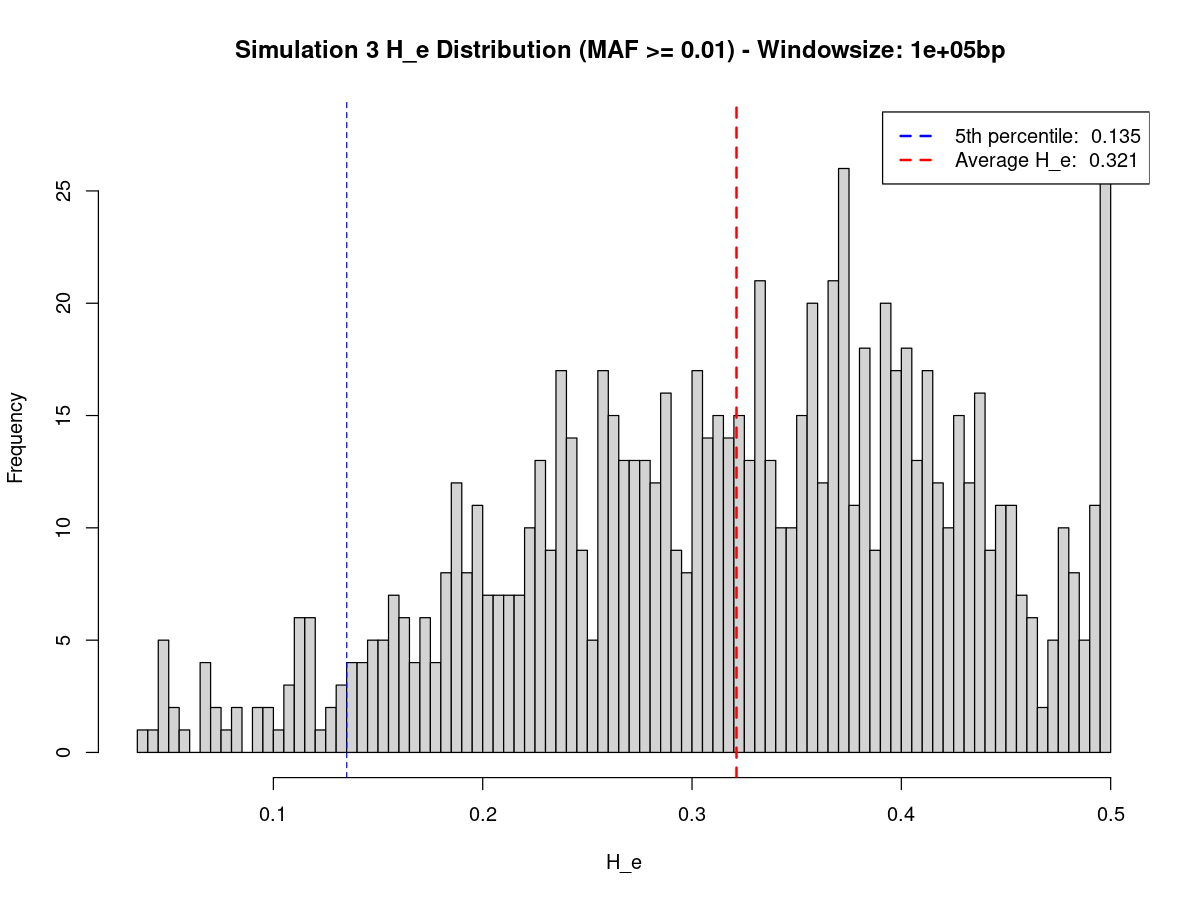 Simulation 3 H_e Distribution (MAF >= 0.01) - Windowsize: 1e+05bp
5th percentile: 0.135
Average H_e: 0.321
Frequency
25
20
15
10
5
0
0.1 0.2 0.3 0.4 0.5
H_e